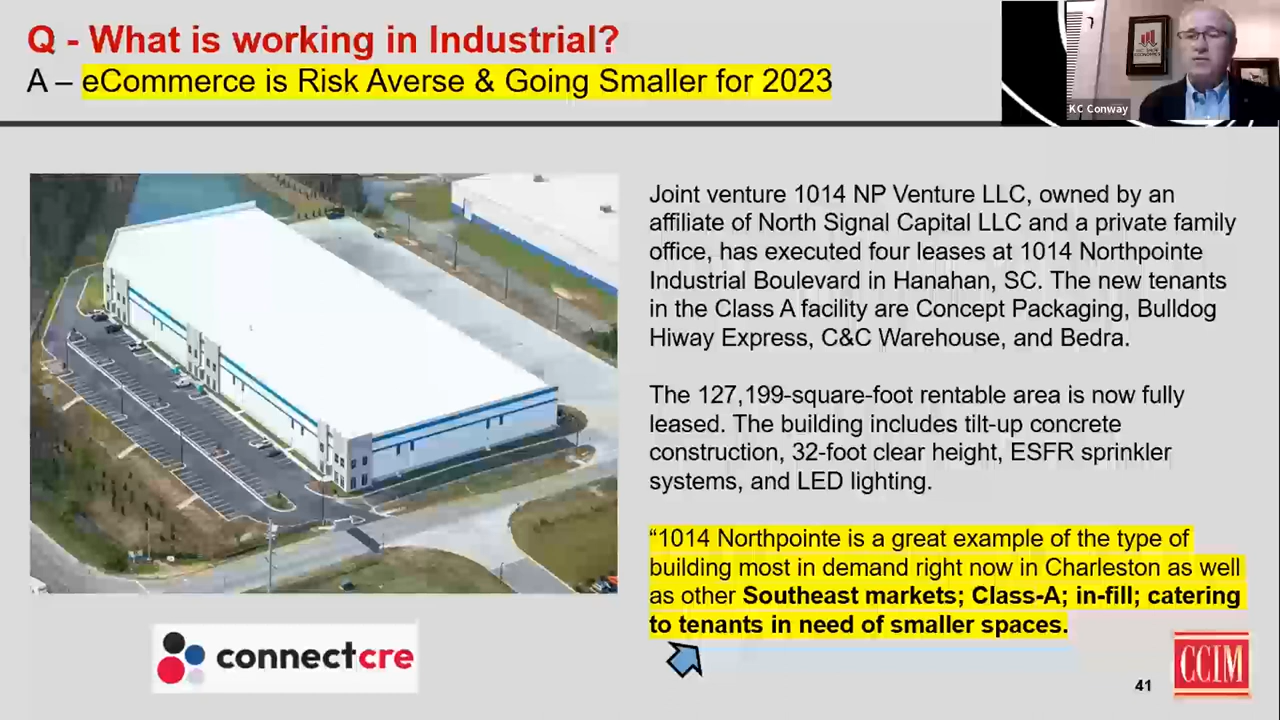 Q - What is working in Industrial?
A – eCommerce is Risk Averse & Going Smaller for 2023
KC Conway
Joint venture 1014 NP Venture LLC, owned by an
affiliate of North Signal Capital LLC and a private family
office, has executed four leases at 1014 Northpointe
Industrial Boulevard in Hanahan, SC. The new tenants
in the Class A facility are Concept Packaging, Bulldog
Hiway Express, C&C Warehouse, and Bedra.
The 127,199-square-foot rentable area is now fully
leased. The building includes tilt-up concrete
construction, 32-foot clear height, ESFR sprinkler
systems, and LED lighting.
“1014 Northpointe is a great example of the type of
building most in demand right now in Charleston as well
as other Southeast markets; Class-A; in-fill; catering
to tenants in need of smaller spaces.
connectcre
CCIM
41